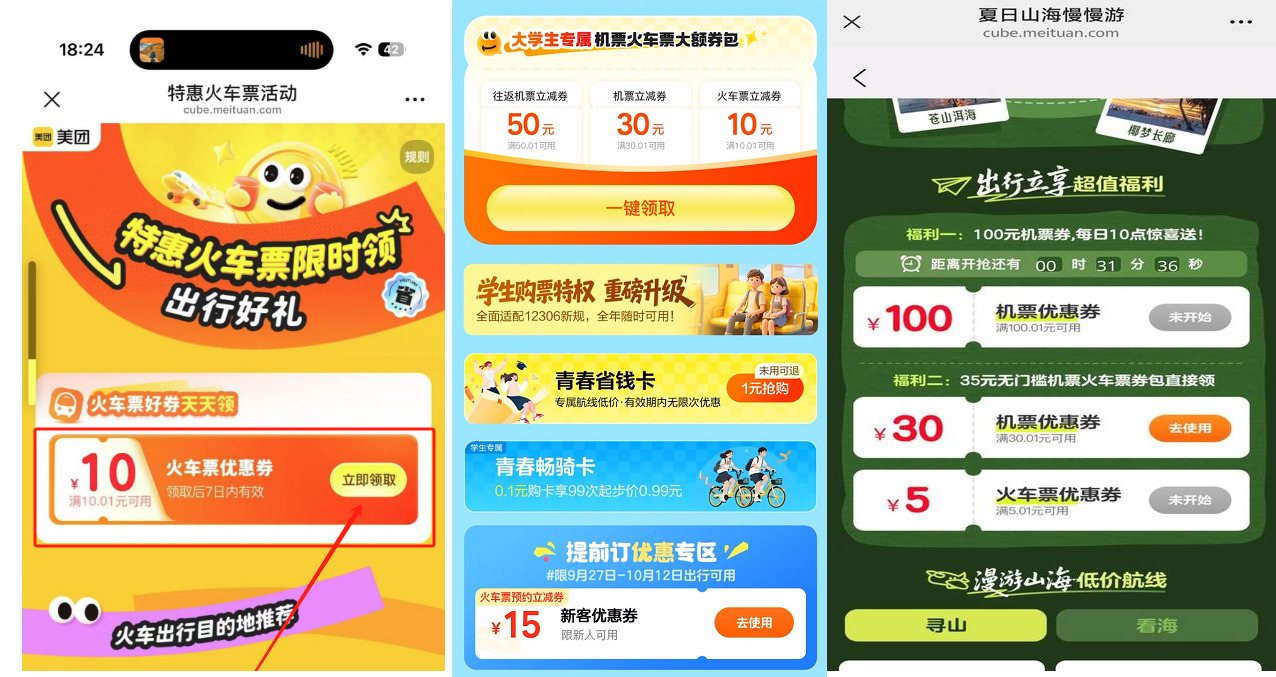 18:24
42
特惠火车票活动
cube.meituan.com
美团 美团
规则
特惠火车票限时领
出行好礼
省
火车票好券天天领
¥10
满10.01元可用
火车票优惠券
领取后7日内有效
立即领取
火车出行目的地推荐
大学生专属机票火车票大额券包
往返机票立减券
50元
满50.01可用
机票立减券
30元
满30.01可用
火车票立减券
10元
满10.01可用
一键领取
学生购票特权 重磅升级
全面适配12306新规，全年随时可用！
青春省钱卡
专属航线低价·有效期内无限次优惠
未用可退
1元抢购
学生专属
青春畅骑卡
0.1元购卡享99次起步价0.99元
提前订优惠专区
#限9月27日-10月12日出行可用
火车票预约立减券
¥15
新客优惠券
限新人可用
去使用
夏日山海慢慢游
cube.meituan.com
苍山洱海
椰梦长廊
出行立享超值福利
福利一：100元机票券,每日10点惊喜送!
距离开抢还有 00 时 31 分 36 秒
¥100
机票优惠券
满100.01元可用
未开始
福利二：35元无门槛机票火车票券包直接领
¥30
机票优惠券
满30.01元可用
去使用
¥5
火车票优惠券
满5.01元可用
未开始
漫游山海·低价航线
寻山
看海